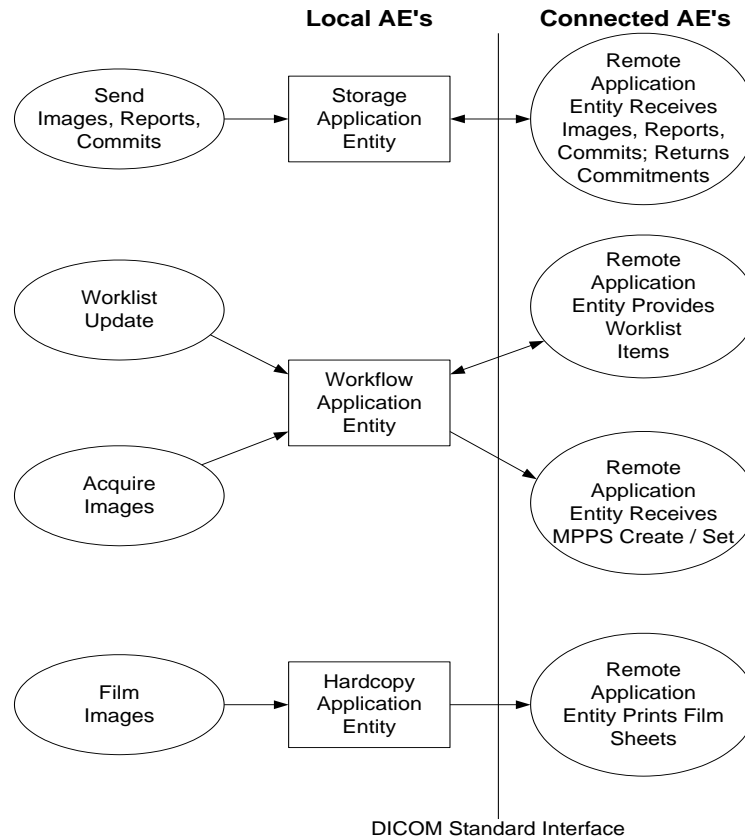 Local AE's
Connected AE's
Send
Images, Reports,
Commits
Storage
Application
Entity
Remote
Application
Entity Receives
Images, Reports,
Commits; Returns
Commitments
Worklist
Update
Remote
Application
Entity Provides
Worklist
Items
Workflow
Application
Entity
Acquire
Images
Remote
Application
Entity Receives
MPPS Create / Set
Film
Images
Hardcopy
Application
Entity
Remote
Application
Entity Prints Film
Sheets
DICOM Standard Interface